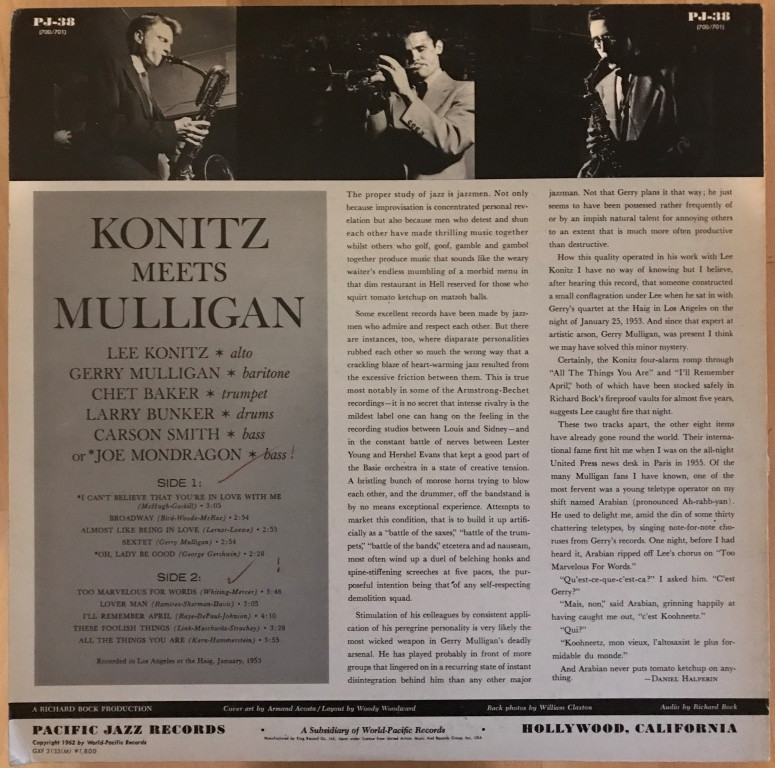 PJ-38
(700/701)
PJ-38
(700/701)
KONITZ
MEETS
MULLIGAN
LEE KONITZ * alto
GERRY MULLIGAN * baritone
CHET BAKER * trumpet
LARRY BUNKER * drums
CARSON SMITH * bass
or *JOE MONDRAGON * bass!
SIDE 1:
*I CAN'T BELIEVE THAT YOU'RE IN LOVE WITH ME
(McHugh-Gaskill) • 3:05
BROADWAY (Bird-Woode-McRae) • 2:54
ALMOST LIKE BEING IN LOVE (Lerner-Loewe) • 2:35
SEXTET (Gerry Mulligan) • 2:54
*OH, LADY BE GOOD (George Gershwin) • 2:28
SIDE 2:
TOO MARVELOUS FOR WORDS (Whiting-Mercer) • 3:46
LOVER MAN (Ramirez-Sherman-Davis) • 3:05
I'LL REMEMBER APRIL (Raye-DePaul-Johnson) • 4:10
THESE FOOLISH THINGS (Link-Maschwitz-Strachey) • 3:28
ALL THE THINGS YOU ARE (Kern-Hammerstein) • 3:55
Recorded in Los Angeles at the Haig, January, 1953
The proper study of jazz is jazzmen. Not only
because improvisation is concentrated personal rev-
elation but also because men who detest and shun
each other have made thrilling music together
whilst others who golf, goof, gamble and gambol
together produce music that sounds like the weary
waiter's endless mumbling of a morbid menu in
that dim restaurant in Hell reserved for those who
squirt tomato ketchup on matzoh balls.
Some excellent records have been made by jazz-
men who admire and respect each other. But there
are instances, too, where disparate personalities
rubbed each other so much the wrong way that a
crackling blaze of heart-warming jazz resulted from
the excessive friction between them. This is true
most notably in some of the Armstrong-Bechet
recordings—it is no secret that intense rivalry is the
mildest label one can hang on the feeling in the
recording studios between Louis and Sidney—and
in the constant battle of nerves between Lester
Young and Hershel Evans that kept a good part of
the Basie orchestra in a state of creative tension.
A bristling bunch of morose horns trying to blow
each other, and the drummer, off the bandstand is
by no means exceptional experience. Attempts to
market this condition, that is to build it up artifi-
cially as a "battle of the saxes," "battle of the trum-
pets," "battle of the bands," etcetera and ad nauseam,
most often wind up a duel of belching honks and
spine-stiffening screeches at five paces, the pur-
poseful intention being that of any self-respecting
demolition squad.
Stimulation of his colleagues by consistent appli-
cation of his peregrine personality is very likely the
most wicked weapon in Gerry Mulligan's deadly
arsenal. He has played probably in front of more
groups that lingered on in a recurring state of instant
disintegration behind him than any other major
jazzman. Not that Gerry plans it that way; he just
seems to have been possessed rather frequently of
or by an impish natural talent for annoying others
to an extent that is much more often productive
than destructive.
How this quality operated in his work with Lee
Konitz I have no way of knowing but I believe,
after hearing this record, that someone constructed
a small conflagration under Lee when he sat in with
Gerry's quartet at the Haig in Los Angeles on the
night of January 25, 1953. And since that expert at
artistic arson, Gerry Mulligan, was present I think
we may have solved this minor mystery.
Certainly, the Konitz four-alarm romp through
"All The Things You Are" and "I'll Remember
April," both of which have been stocked safely in
Richard Bock's fireproof vaults for almost five years,
suggests Lee caught fire that night.
These two tracks apart, the other eight items
have already gone round the world. Their interna-
tional fame first hit me when I was on the all-night
United Press news desk in Paris in 1955. Of the
many Mulligan fans I have known, one of the
most fervent was a young teletype operator on my
shift named Arabian (pronounced Ah-rahb-yan).
He used to delight me, amid the din of some thirty
chattering teletypes, by singing note-for-note cho-
ruses from Gerry's records. One night, before I had
heard it, Arabian ripped off Lee's chorus on "Too
Marvelous For Words."
"Qu'est-ce-que-c'est-ca?" I asked him. "C'est
Gerry?"
"Mais, non," said Arabian, grinning happily at
having caught me out, "c'est Koohneetz."
"Qui?"
"Koohneetz, mon vieux, l'altosaxist le plus for-
midable du monde."
And Arabian never puts tomato ketchup on any-
thing. —DANIEL HALPERIN
A RICHARD BOCK PRODUCTION Cover art by Armand Acosta/Layout by Woody Woodward Back photos by William Claxton Audio by Richard Bock
PACIFIC JAZZ RECORDS • A Subsidiary of World-Pacific Records • HOLLYWOOD, CALIFORNIA
Copyright 1962 by World-Pacific Records
GXF 3133(M) ¥1,800